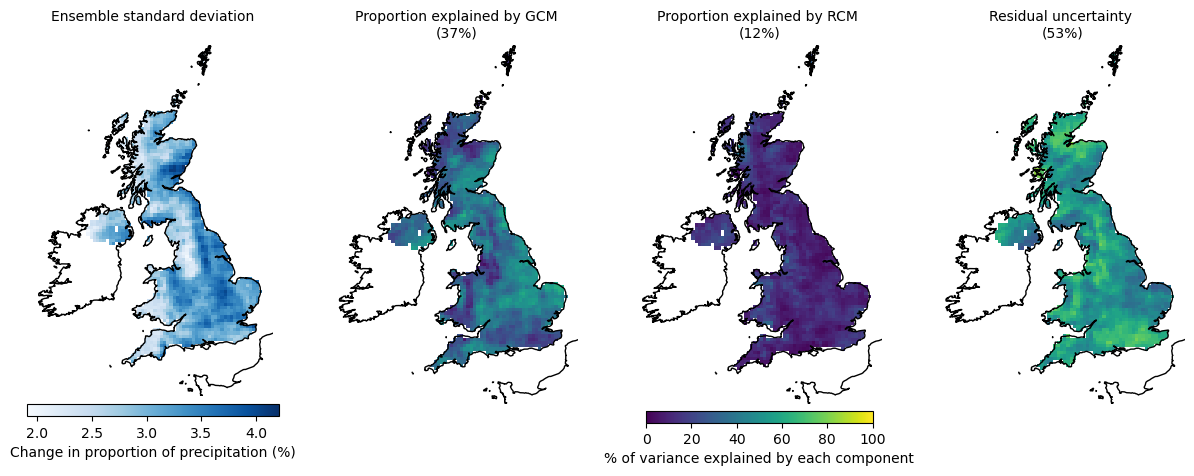 Ensemble standard deviation
Proportion explained by GCM
(37%)
Proportion explained by RCM
(12%)
Residual uncertainty
(53%)
2.0 2.5 3.0 3.5 4.0
Change in proportion of precipitation (%)
0 20 40 60 80 100
% of variance explained by each component